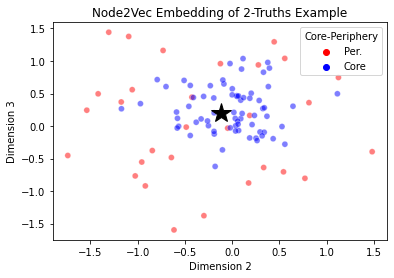 Node2Vec Embedding of 2-Truths Example
Core-Periphery
Per.
Core
1.5
1.0
0.5
0.0
−0.5
−1.0
−1.5
Dimension 3
−1.5 −1.0 −0.5 0.0 0.5 1.0 1.5
Dimension 2